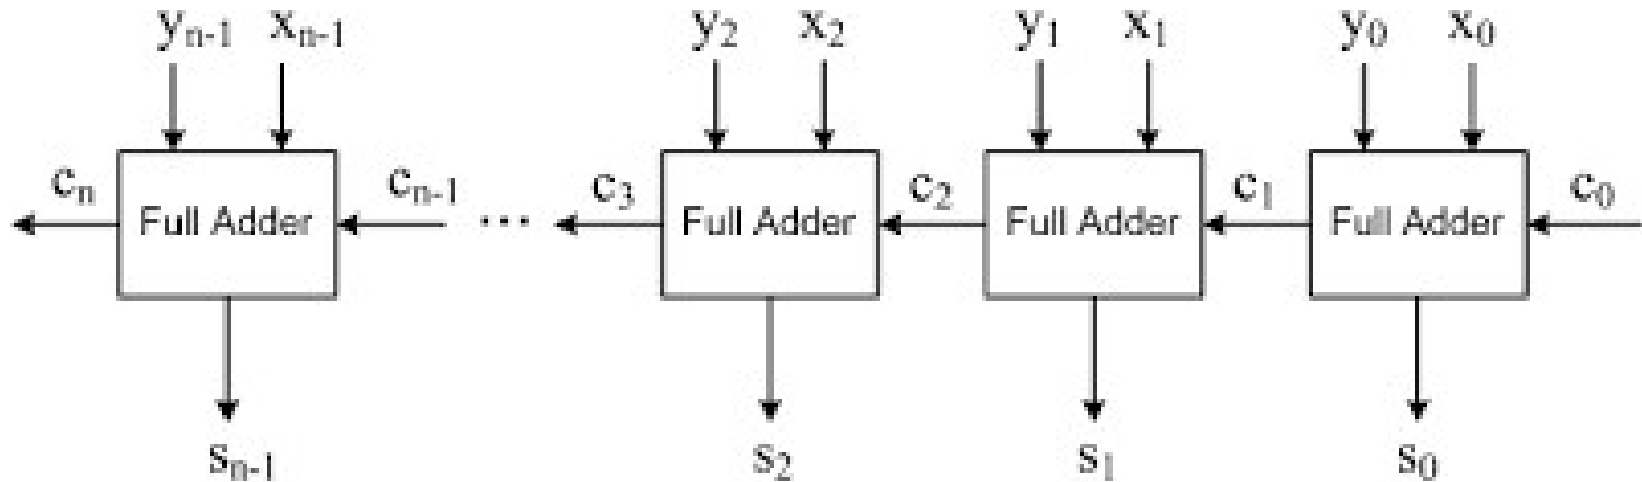 yn-1 xn-1 y2 x2 y1 x1 y0 x0
cn cn-1 ... c3 c2 c1 c0
Full Adder Full Adder Full Adder Full Adder
sn-1 s2 s1 s0